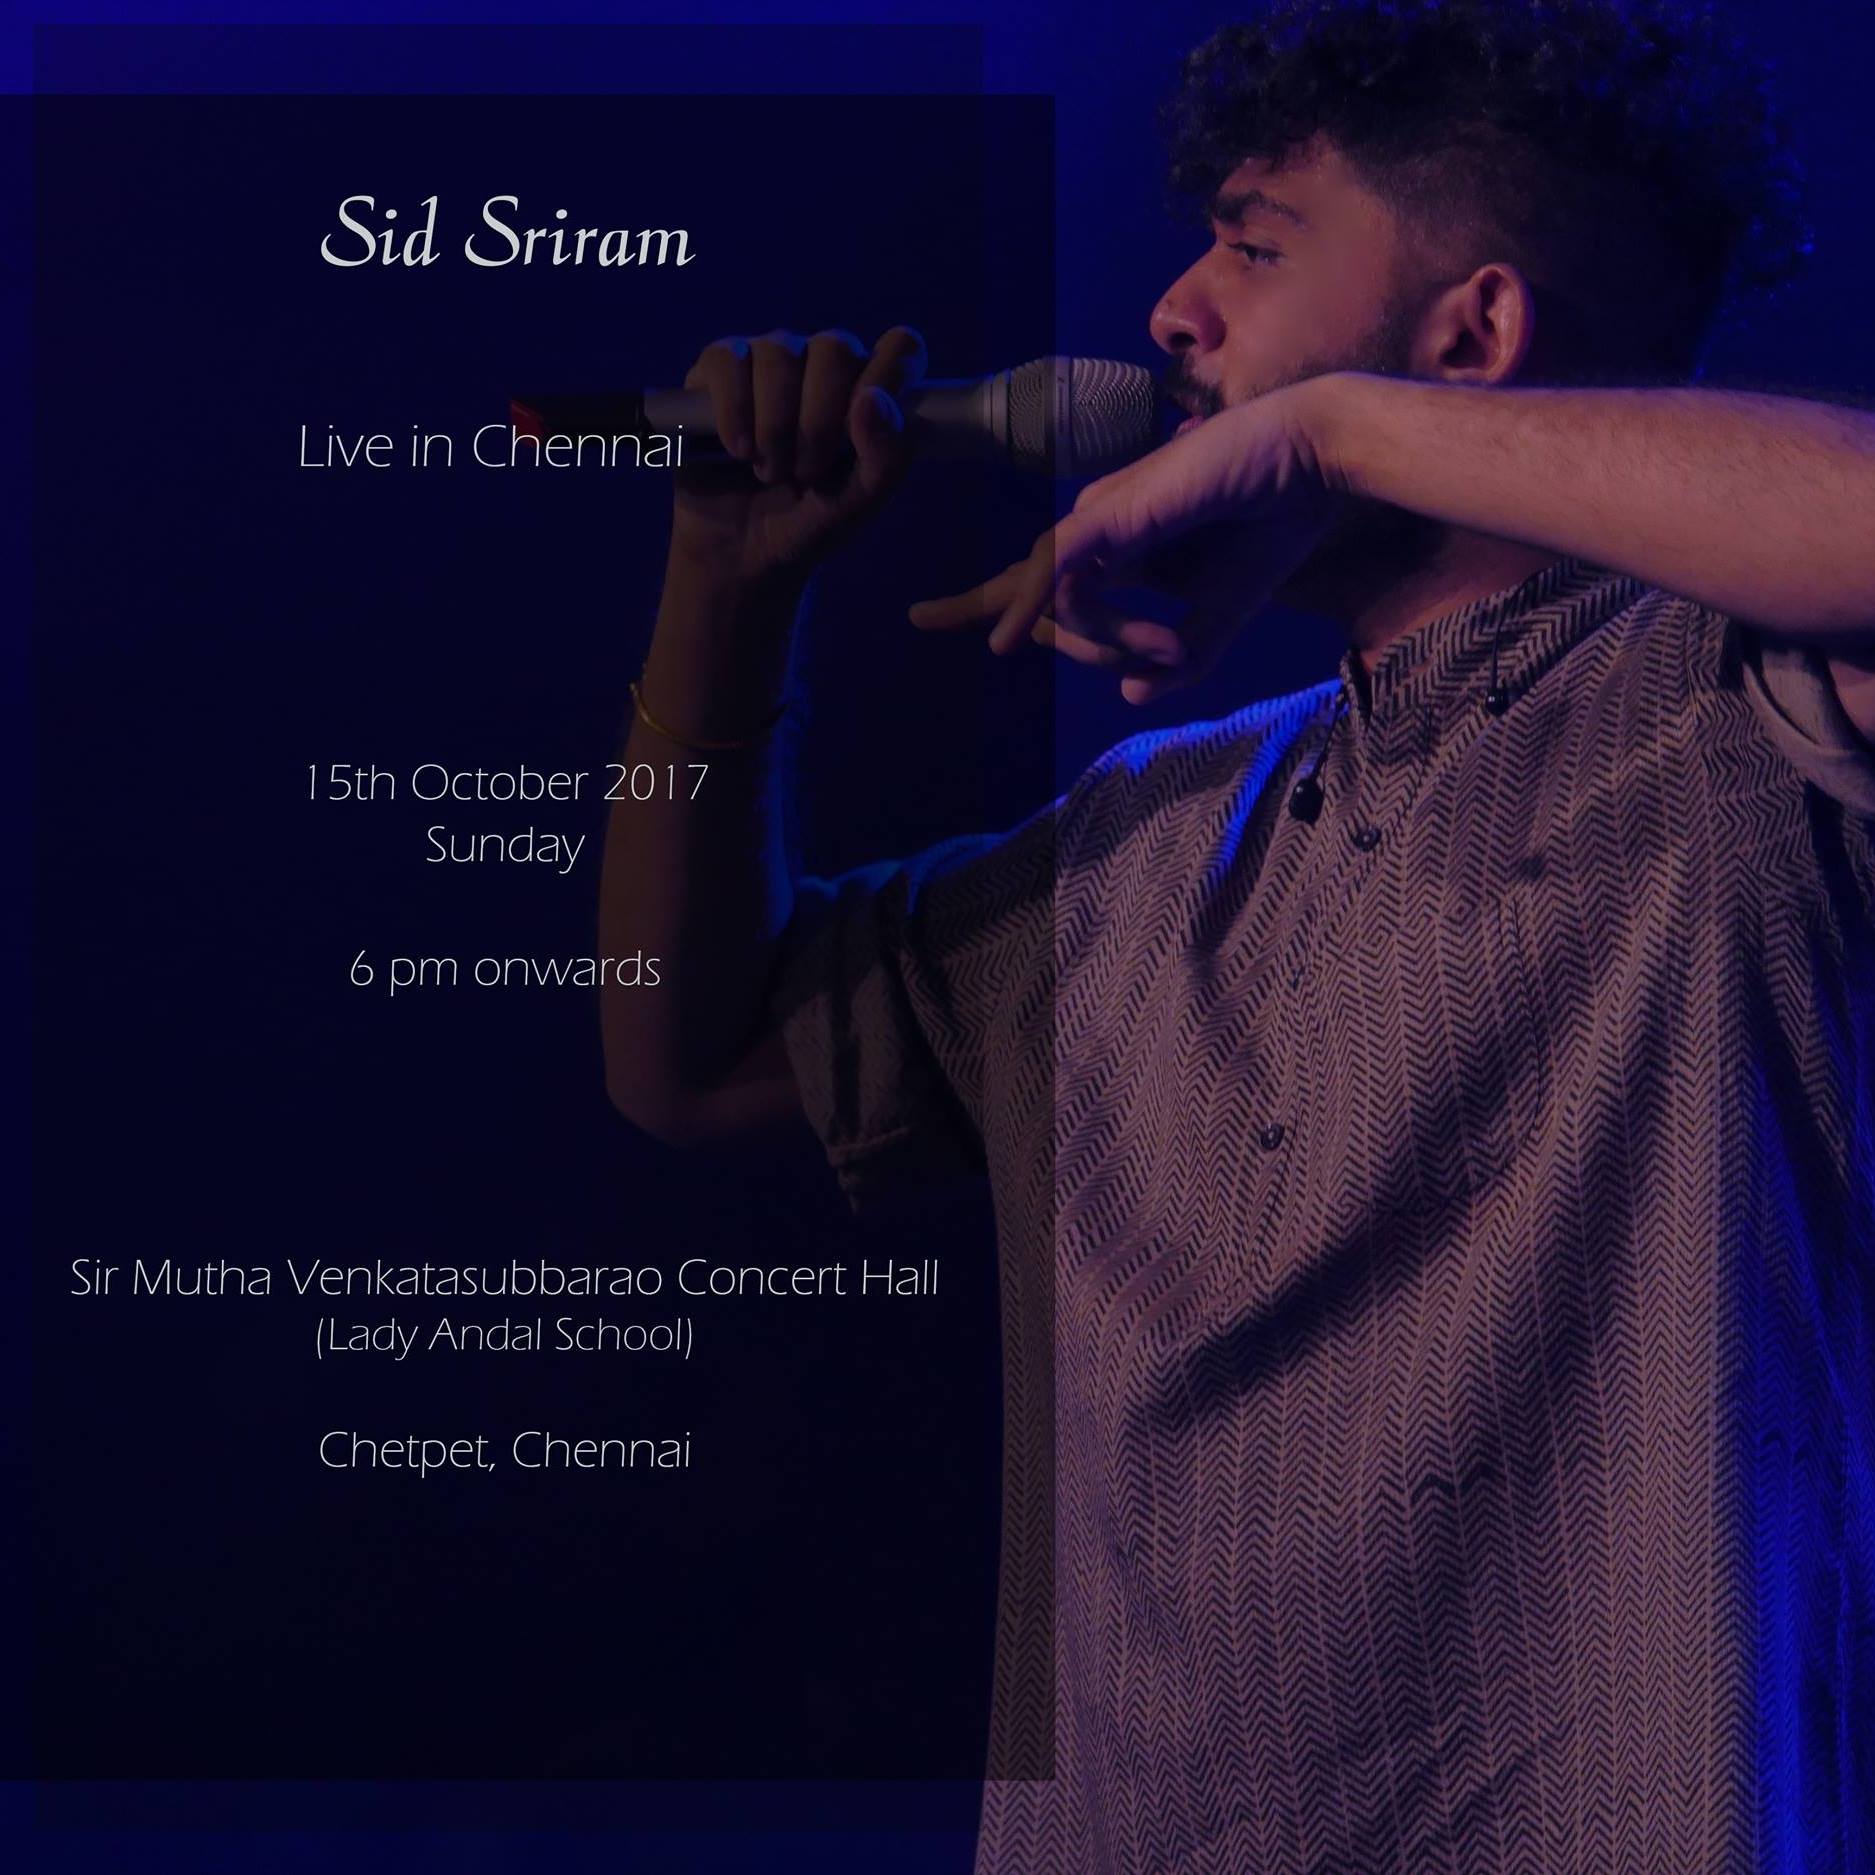 Sid Sriram
Live in Chennai
15th October 2017
Sunday
6 pm onwards
Sir Mutha Venkatasubbarao Concert Hall
(Lady Andal School)
Chetpet, Chennai